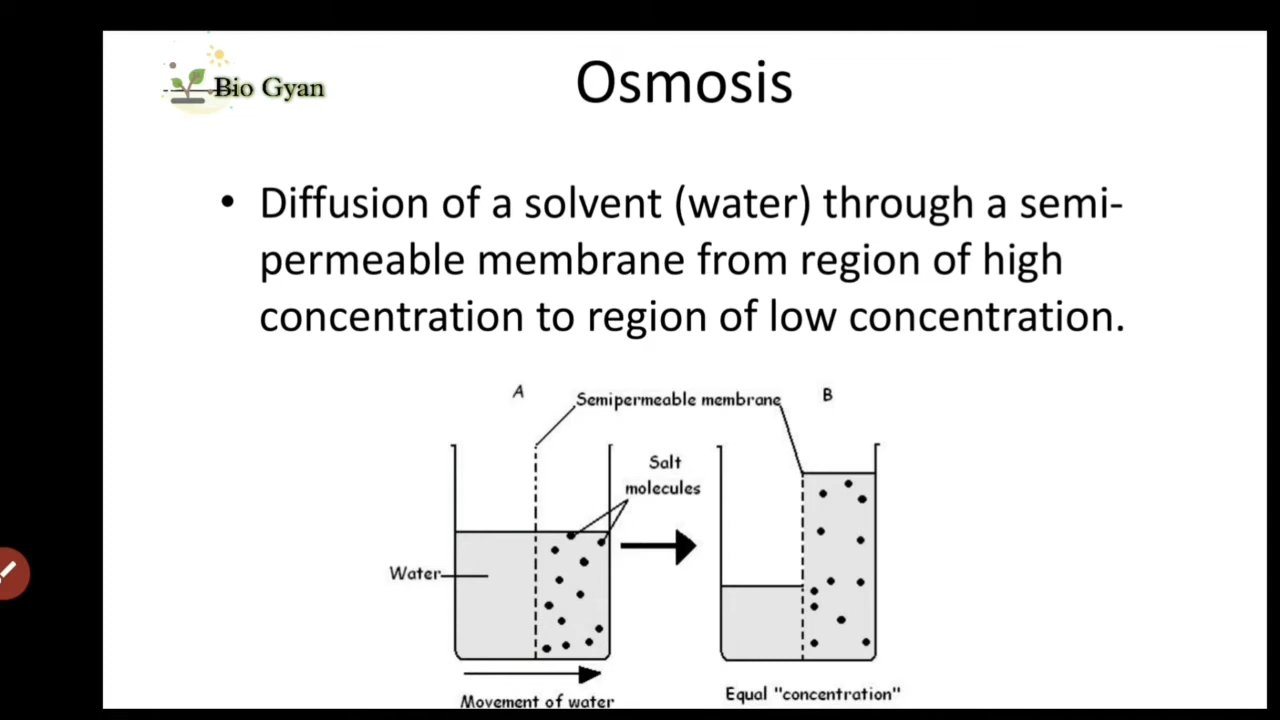 Bio Gyan
Osmosis
• Diffusion of a solvent (water) through a semi-
permeable membrane from region of high
concentration to region of low concentration.
A
Semipermeable membrane
B
Salt
molecules
Water
Movement of water
Equal "concentration"